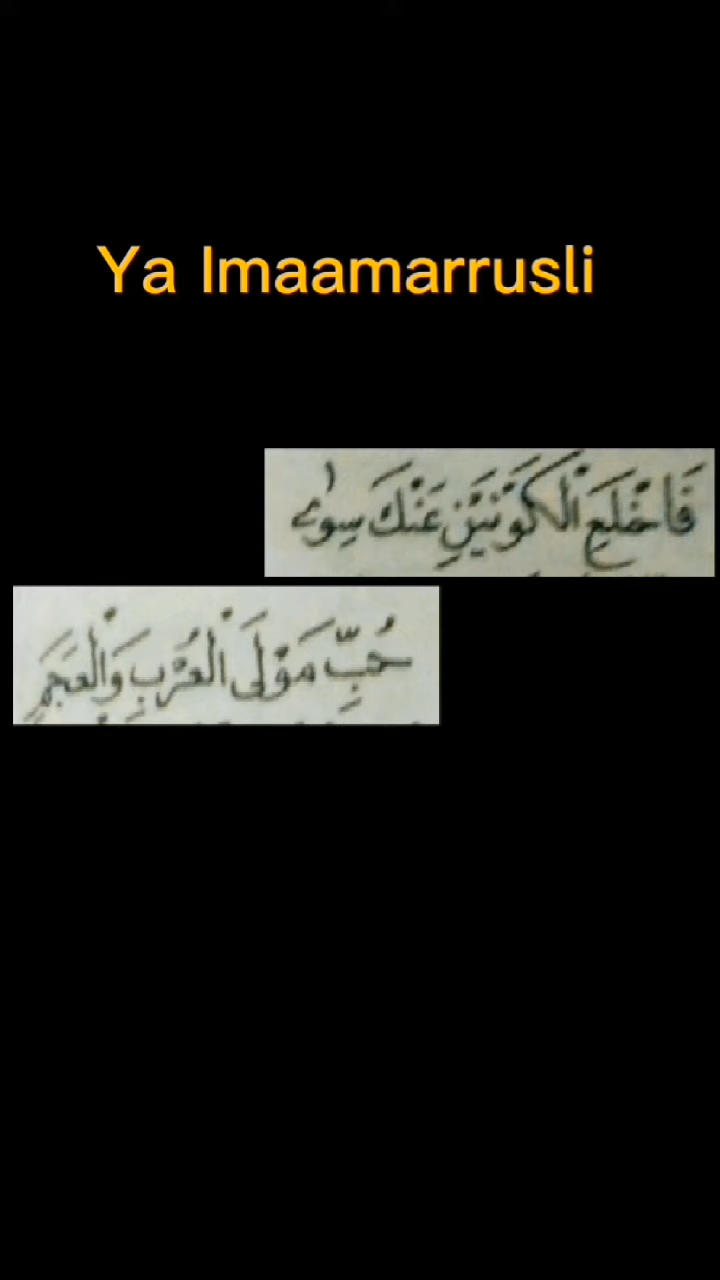 Ya Imaamarrusli
فَاخْلَعِ الْكَوْنَيْنِ عَنْكَ سِوٰى
حُبِّ مَوْلَى الْعُرْبِ وَالْعَجَمِ